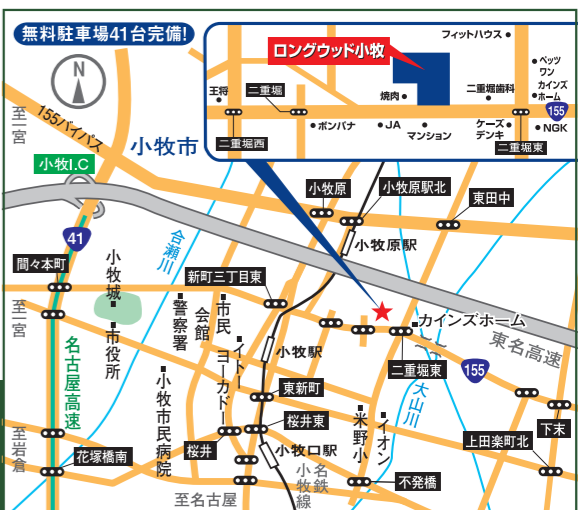 無料駐車場41台完備!
N
至一宮
155バイパス
小牧市
小牧I.C
フィットハウス
ロングウッド小牧
ペッツ
ワン
カインズ
ホーム
王将
二重堀
焼肉
二重堀歯科
155
二重堀西
ボンバナ
JA
マンション
ケーズ
デンキ
NGK
二重堀東
小牧原
小牧原駅北
東田中
小牧原駅
合瀬川
41
間々本町
小牧城
新町三丁目東
至一宮
市役所
警察署
市民
会館
イトー
ヨーカドー
小牧駅
カインズホーム
東名高速
二重堀東
155
名古屋高速
小牧市民病院
東新町
大山川
桜井東
桜井
米野小
イオン
下末
上田楽町北
至岩倉
花塚橋南
小牧口駅
名鉄
小牧線
不発橋
至名古屋